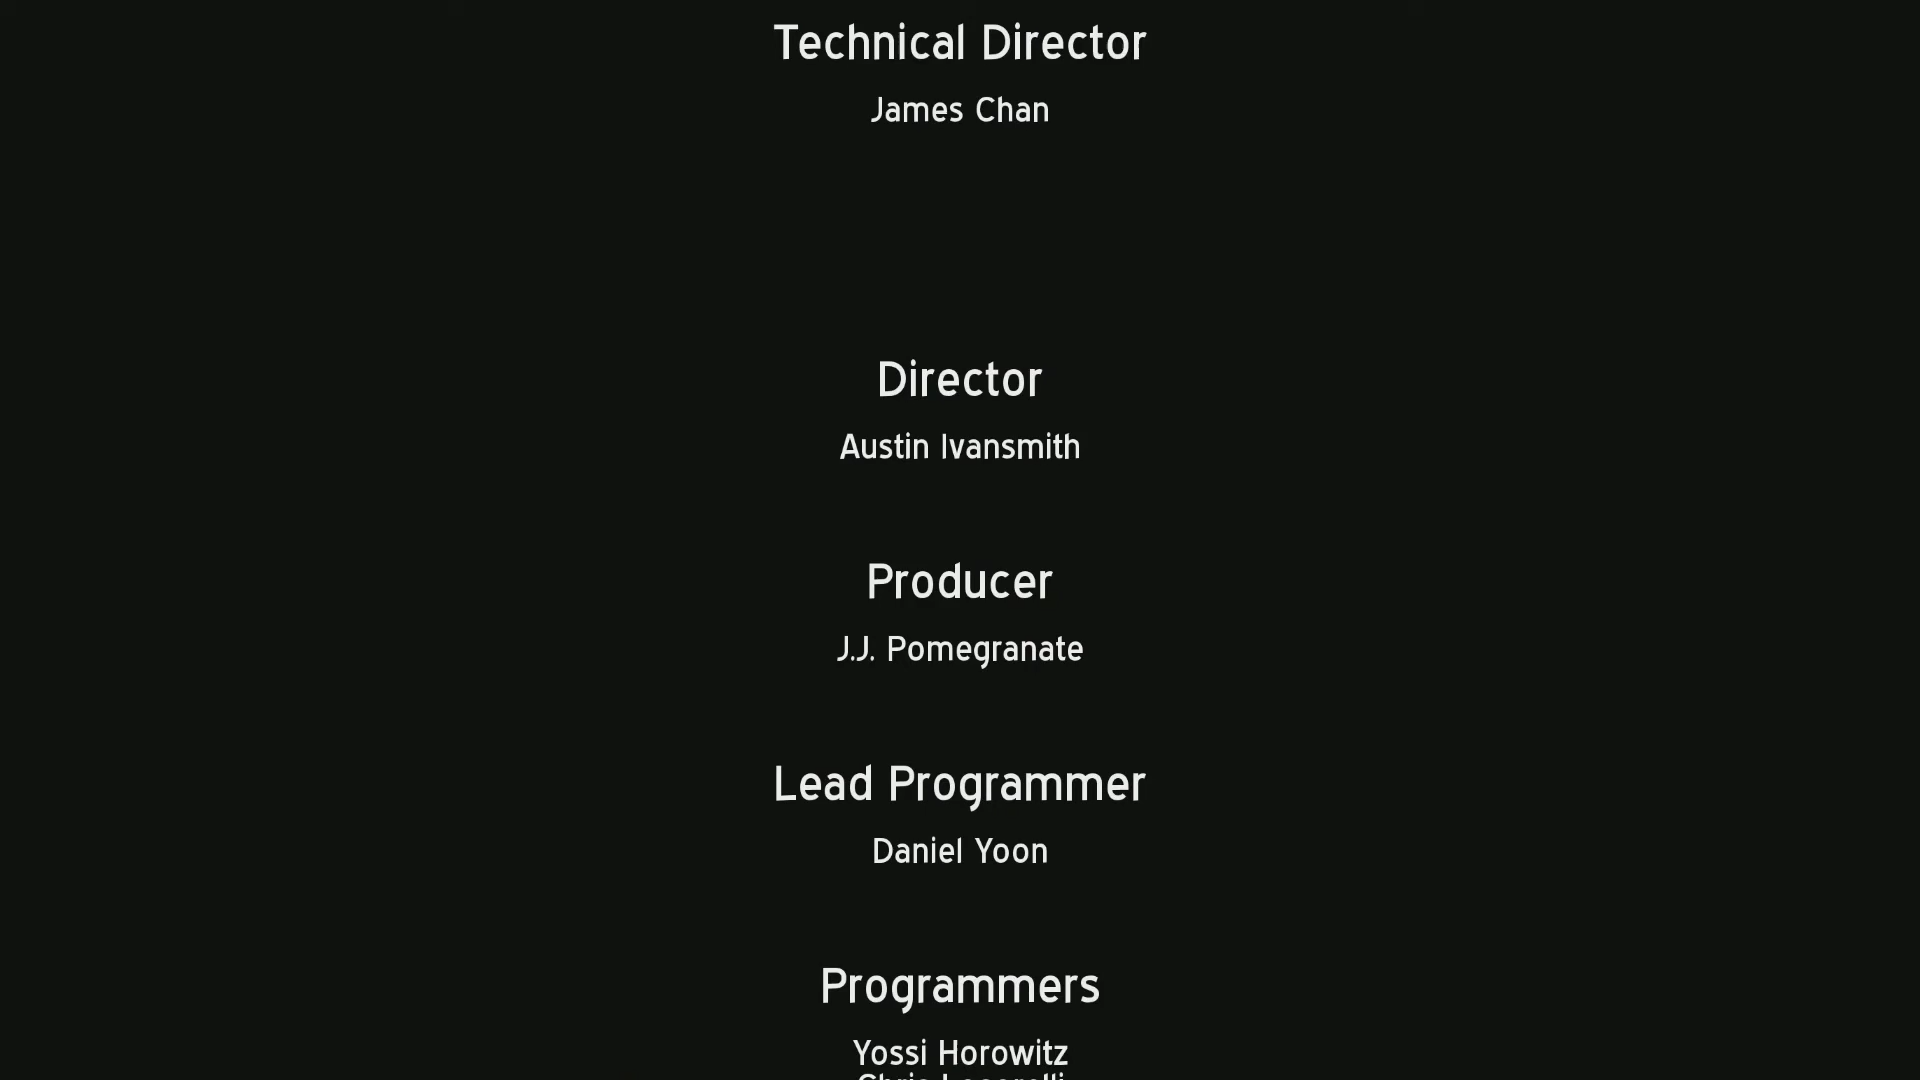 Technical Director
James Chan
Director
Austin Ivansmith
Producer
J.J. Pomegranate
Lead Programmer
Daniel Yoon
Programmers
Yossi Horowitz